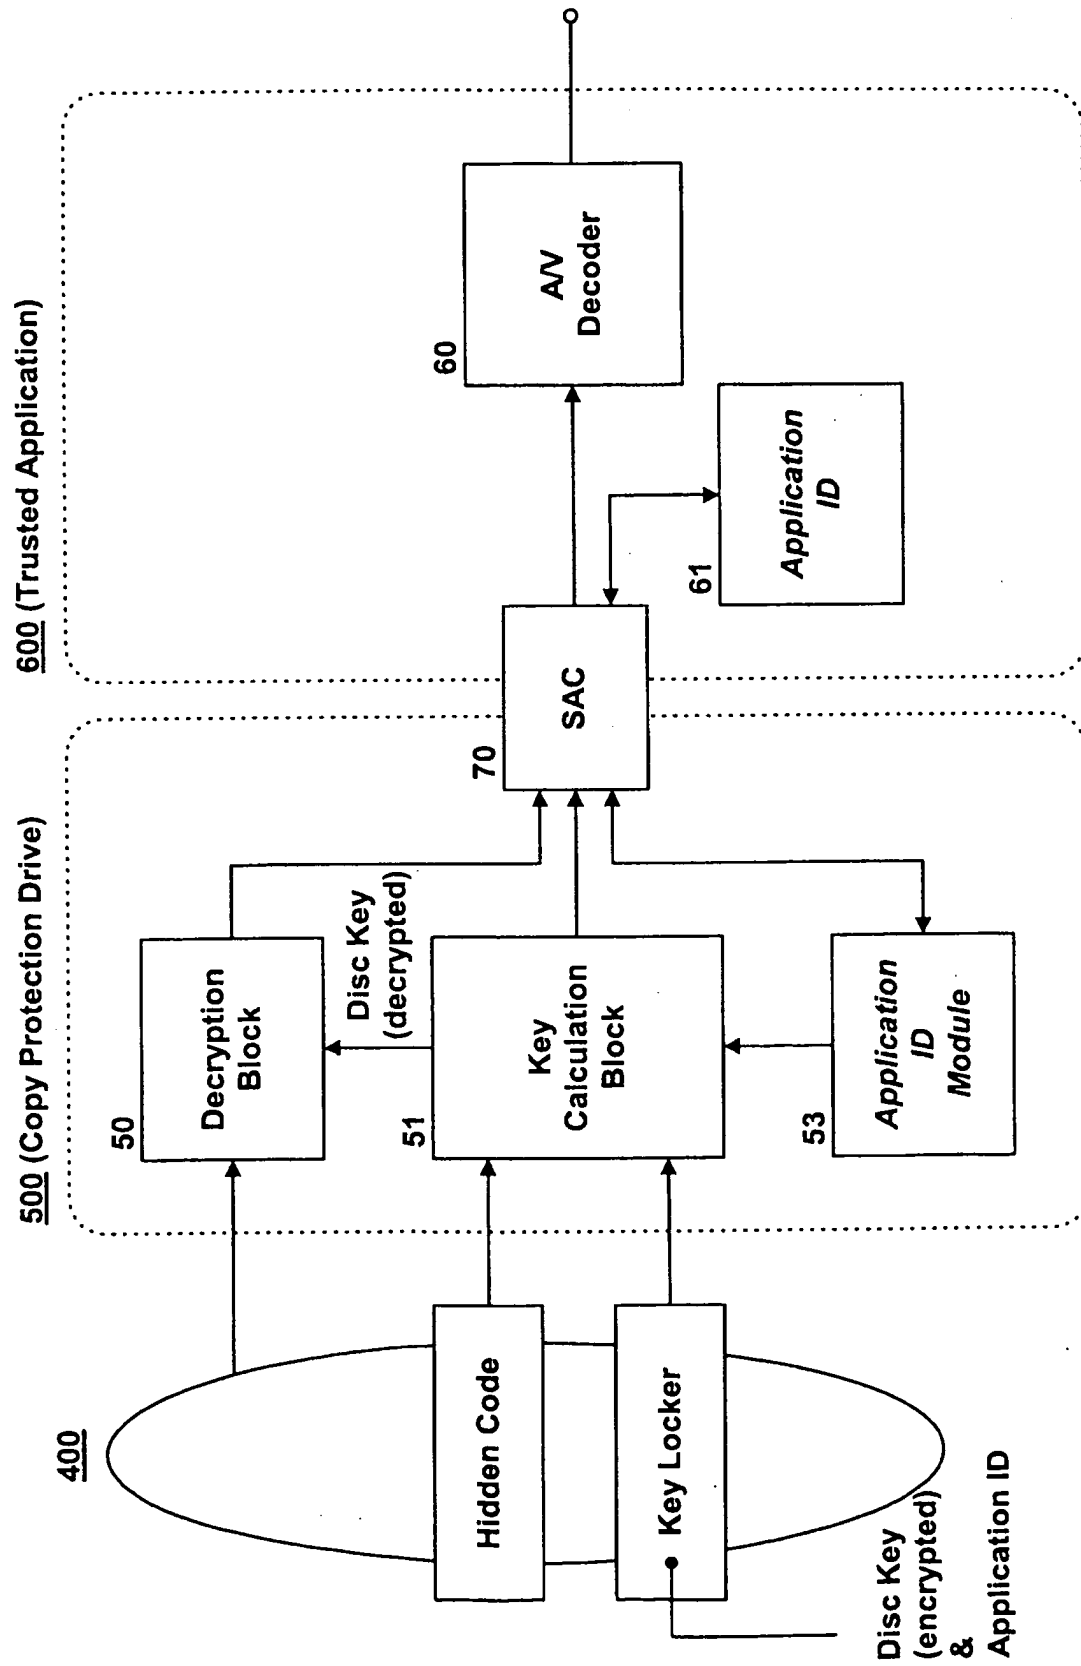 600 (Trusted Application)
500 (Copy Protection Drive)
400
50
Decryption
Block
Disc Key
(decrypted)
51
Key
Calculation
Block
53
Application
ID
Module
Hidden Code
Key Locker
Disc Key
(encrypted)
&
Application ID
70
SAC
60
A/V
Decoder
61
Application
ID